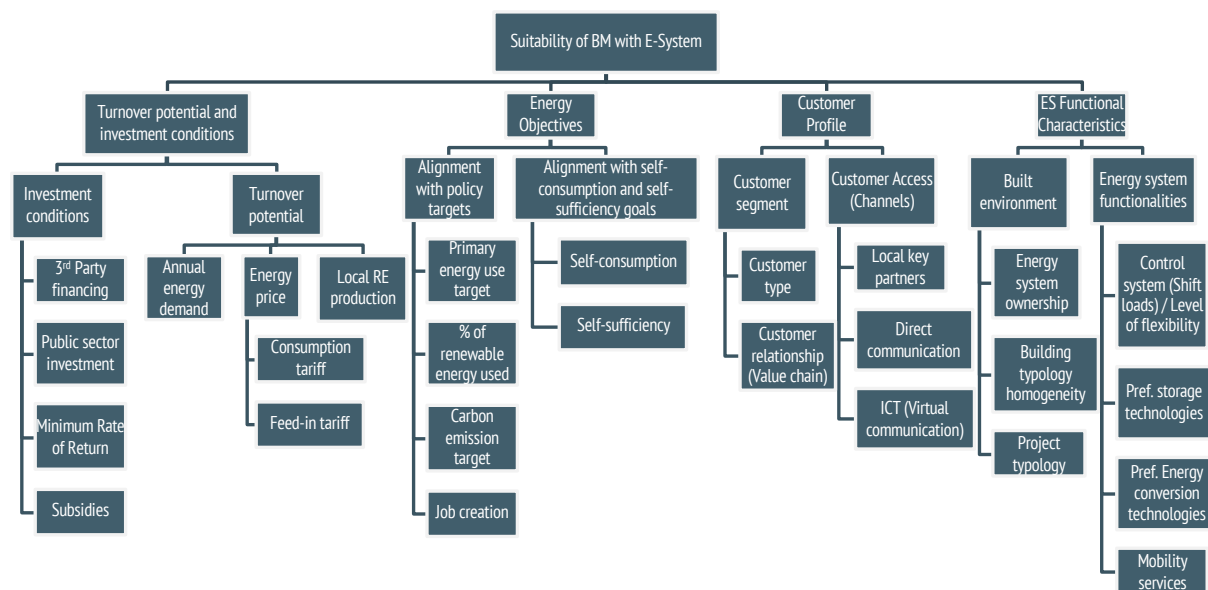 Suitability of BM with E-System
Turnover potential and
investment conditions
Energy
Objectives
Customer
Profile
ES Functional
Characteristics
Investment
conditions
Turnover
potential
Alignment
with policy
targets
Alignment with self-
consumption and self-
sufficiency goals
Customer
segment
Customer Access
(Channels)
Built
environment
Energy system
functionalities
3rd Party
financing
Public sector
investment
Minimum Rate
of Return
Subsidies
Annual
energy
demand
Energy
price
Local RE
production
Consumption
tariff
Feed-in tariff
Primary
energy use
target
% of
renewable
energy used
Carbon
emission
target
Job creation
Self-consumption
Self-sufficiency
Customer
type
Customer
relationship
(Value chain)
Local key
partners
Direct
communication
ICT (Virtual
communication)
Energy
system
ownership
Building
typology
homogeneity
Project
typology
Control
system (Shift
loads) / Level
of flexibility
Pref. storage
technologies
Pref. Energy
conversion
technologies
Mobility
services